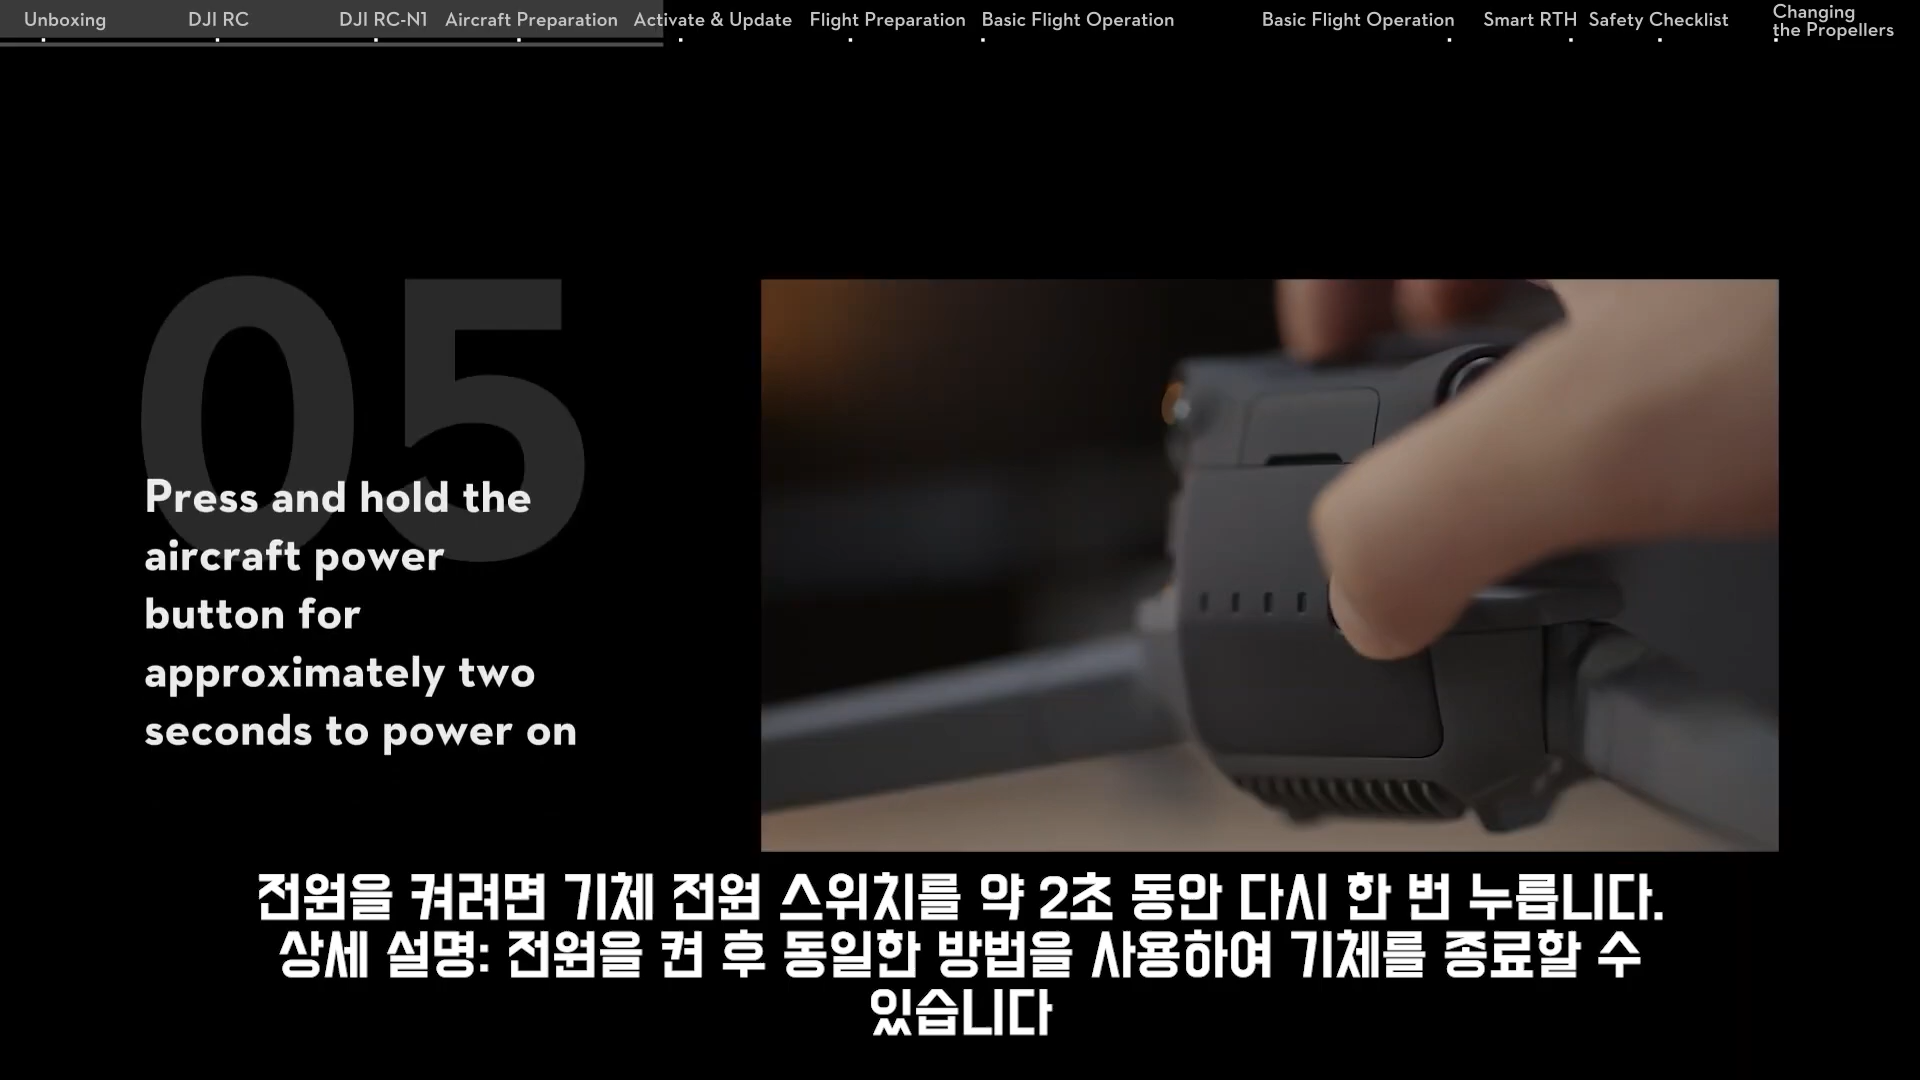 Unboxing
DJI RC
DJI RC-N1
Aircraft Preparation
Activate & Update
Flight Preparation
Basic Flight Operation
Basic Flight Operation
Smart RTH
Safety Checklist
Changing
the Propellers
05
Press and hold the
aircraft power
button for
approximately two
seconds to power on
전원을 켜려면 기체 전원 스위치를 약 2초 동안 다시 한 번 누릅니다.
상세 설명: 전원을 켠 후 동일한 방법을 사용하여 기체를 종료할 수
있습니다